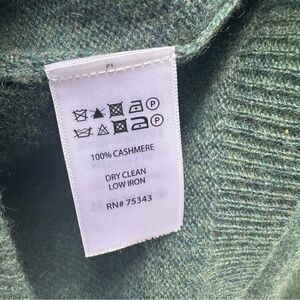 P
P
100% CASHMERE
DRY CLEAN
LOW IRON
RN# 75343